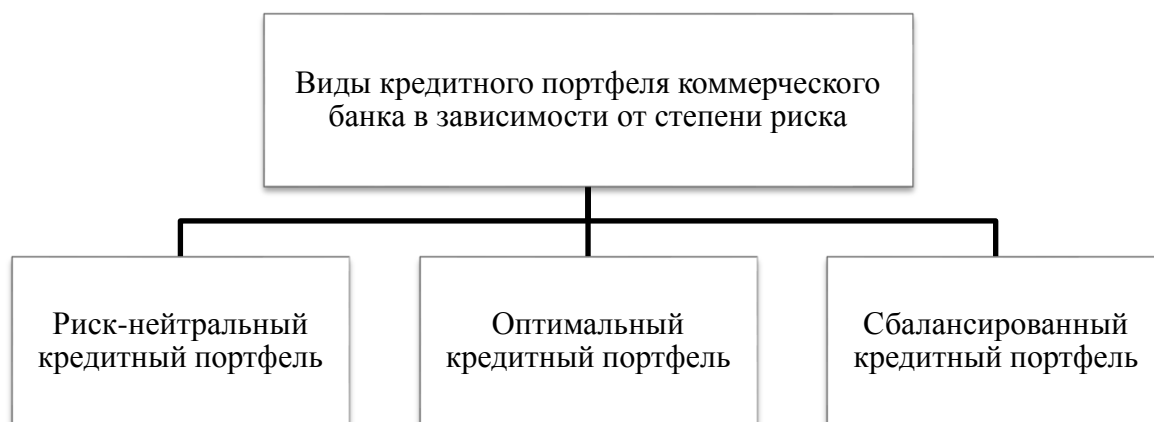 Виды кредитного портфеля коммерческого
банка в зависимости от степени риска
Риск-нейтральный
кредитный портфель
Оптимальный
кредитный портфель
Сбалансированный
кредитный портфель